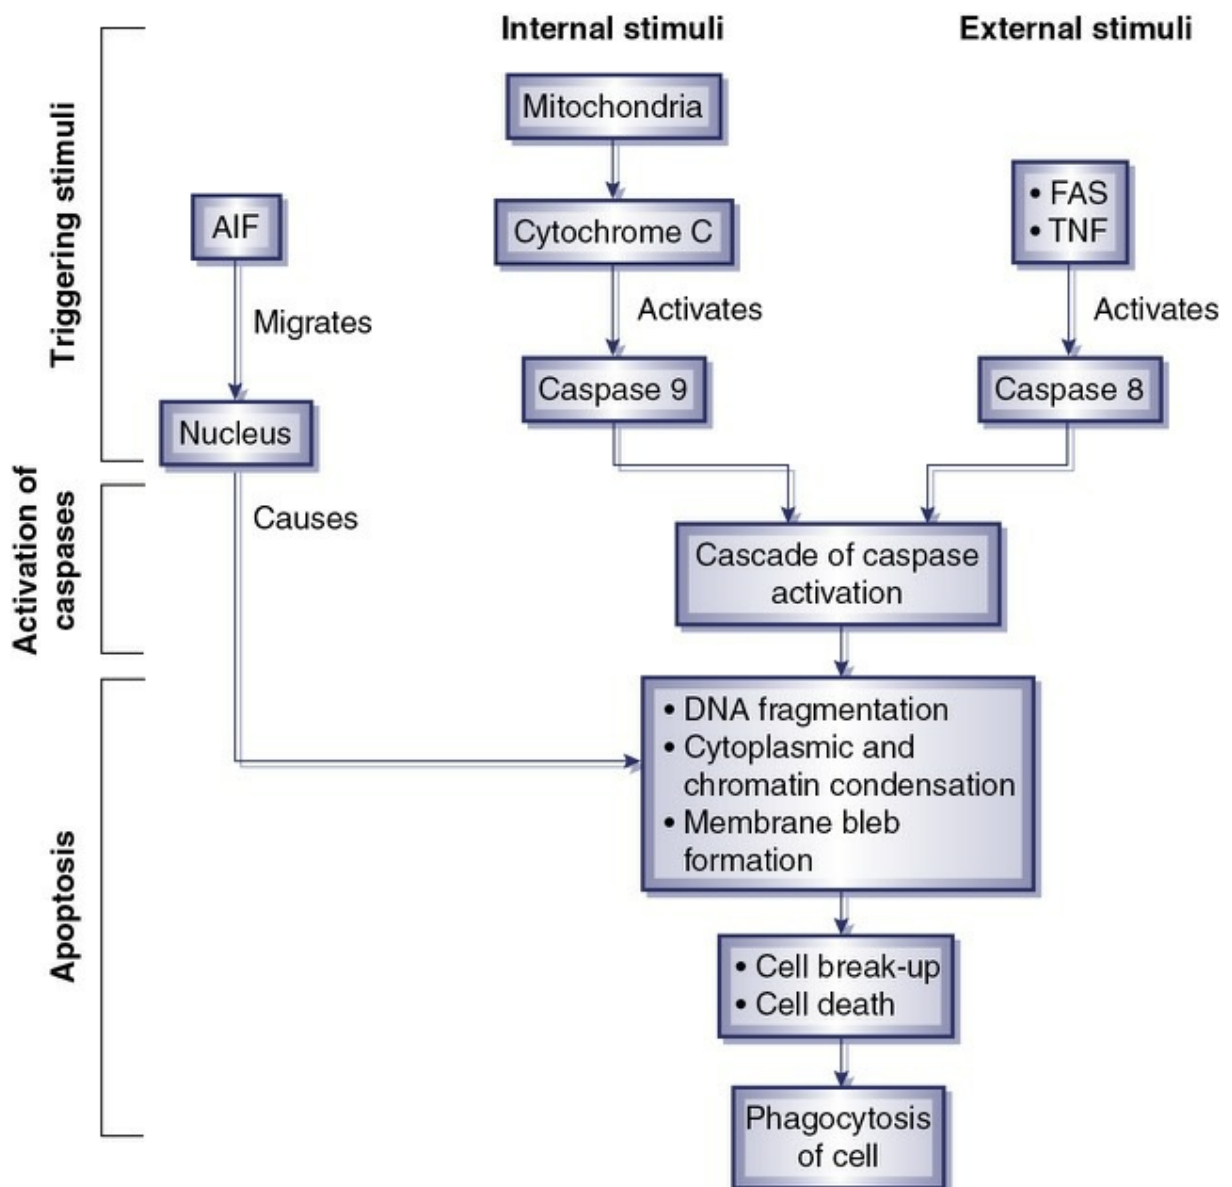 Internal stimuli
External stimuli
Triggering stimuli
Mitochondria
• FAS
• TNF
AIF
Cytochrome C
Migrates
Activates
Activates
Caspase 9
Caspase 8
Nucleus
Activation of
caspases
Causes
Cascade of caspase
activation
Apoptosis
• DNA fragmentation
• Cytoplasmic and
chromatin condensation
• Membrane bleb
formation
• Cell break-up
• Cell death
Phagocytosis
of cell